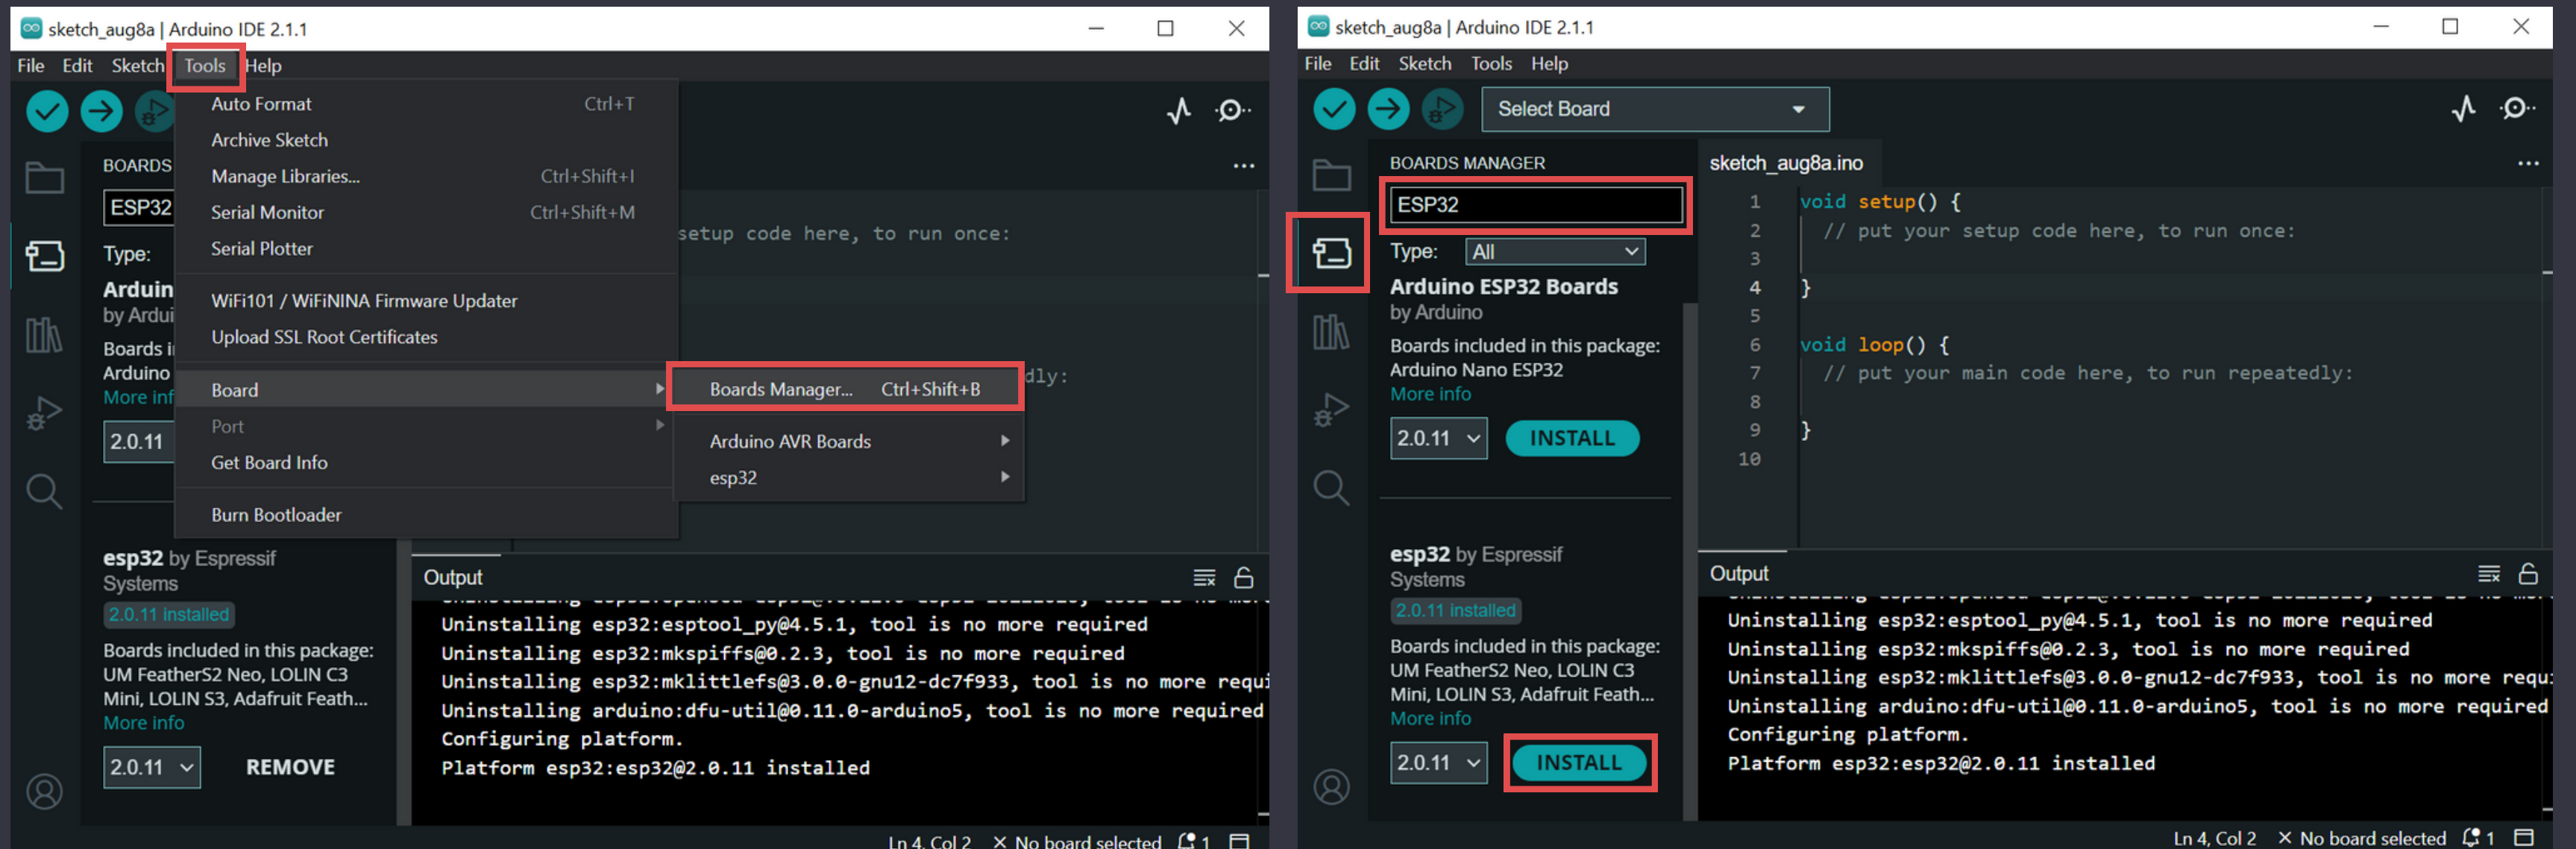 sketch_aug8a | Arduino IDE 2.1.1
File Edit Sketch Tools Help
Auto Format Ctrl+T
Archive Sketch
Manage Libraries... Ctrl+Shift+I
Serial Monitor Ctrl+Shift+M
Serial Plotter
WiFi101 / WiFiNINA Firmware Updater
Upload SSL Root Certificates
Board
Port
Get Board Info
Burn Bootloader
Boards Manager... Ctrl+Shift+B
Arduino AVR Boards
esp32
BOARDS
ESP32
Type:
Arduin
by Ardui
Boards i
Arduino
More inf
2.0.11
setup code here, to run once:
dly:
esp32 by Espressif
Systems
2.0.11 installed
Boards included in this package:
UM FeatherS2 Neo, LOLIN C3
Mini, LOLIN S3, Adafruit Feath...
More info
2.0.11 REMOVE
Output
Uninstalling esp32:esptool_py@4.5.1, tool is no more required
Uninstalling esp32:mkspiffs@0.2.3, tool is no more required
Uninstalling esp32:mklittlefs@3.0.0-gnu12-dc7f933, tool is no more requi
Uninstalling arduino:dfu-util@0.11.0-arduino5, tool is no more required
Configuring platform.
Platform esp32:esp32@2.0.11 installed
Ln 4, Col 2 × No board selected 1
sketch_aug8a | Arduino IDE 2.1.1
File Edit Sketch Tools Help
Select Board
BOARDS MANAGER
ESP32
Type: All
Arduino ESP32 Boards
by Arduino
Boards included in this package:
Arduino Nano ESP32
More info
2.0.11 INSTALL
esp32 by Espressif
Systems
2.0.11 installed
Boards included in this package:
UM FeatherS2 Neo, LOLIN C3
Mini, LOLIN S3, Adafruit Feath...
More info
2.0.11 INSTALL
sketch_aug8a.ino
1 void setup() {
2 // put your setup code here, to run once:
3
4 }
5
6 void loop() {
7 // put your main code here, to run repeatedly:
8
9 }
10
Output
Uninstalling esp32:esptool_py@4.5.1, tool is no more required
Uninstalling esp32:mkspiffs@0.2.3, tool is no more required
Uninstalling esp32:mklittlefs@3.0.0-gnu12-dc7f933, tool is no more requ
Uninstalling arduino:dfu-util@0.11.0-arduino5, tool is no more required
Configuring platform.
Platform esp32:esp32@2.0.11 installed
Ln 4, Col 2 × No board selected 1